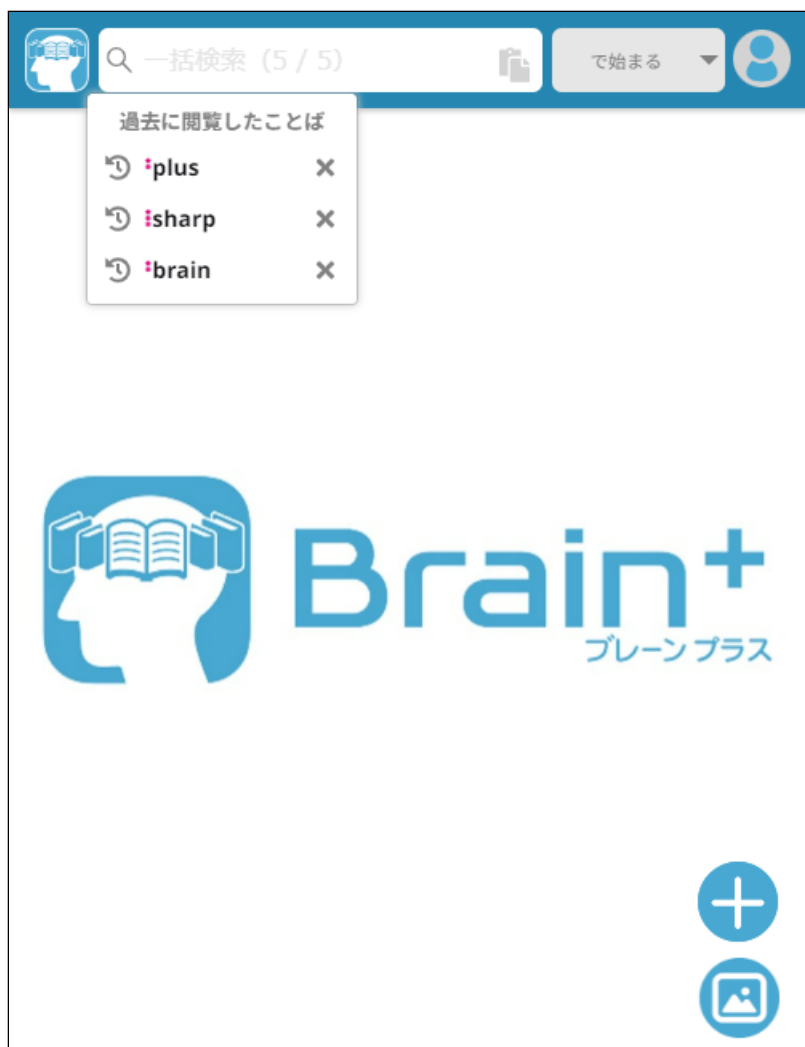 一括検索（5 / 5）
で始まる
過去に閲覧したことば
plus
sharp
brain
Brain+
ブレーン プラス